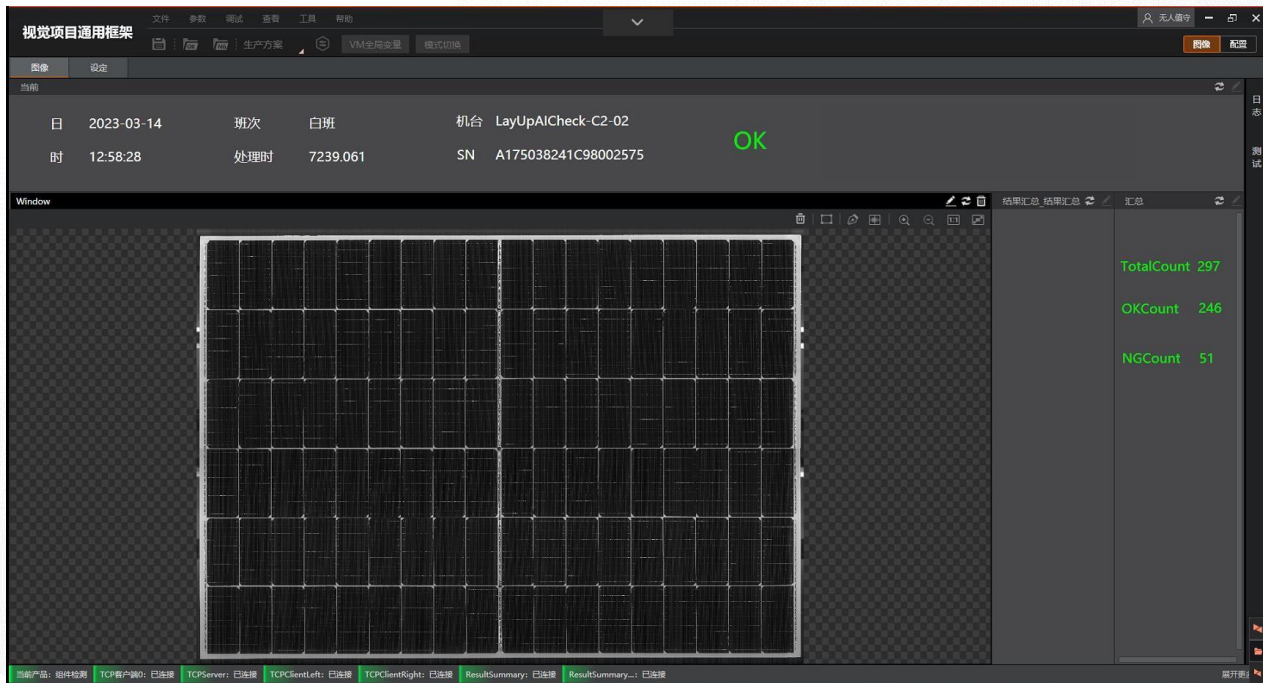 视觉项目通用框架
文件 参数 调试 查看 工具 帮助
无人值守
生产方案 VM全局变量 模式切换
图像 配置
图像 设定
当前
日 2023-03-14 班次 白班 机台 LayUpAICheck-C2-02
时 12:58:28 处理时 7239.061 SN A175038241C98002575
OK
日志
测试
Window
结果汇总_结果汇总 汇总
1:1
TotalCount 297
OKCount 246
NGCount 51
当前产品: 组件检测 TCP客户端0: 已连接 TCPServer: 已连接 TCPClientLeft: 已连接 TCPClientRight: 已连接 ResultSummary: 已连接 ResultSummary...: 已连接
展开更